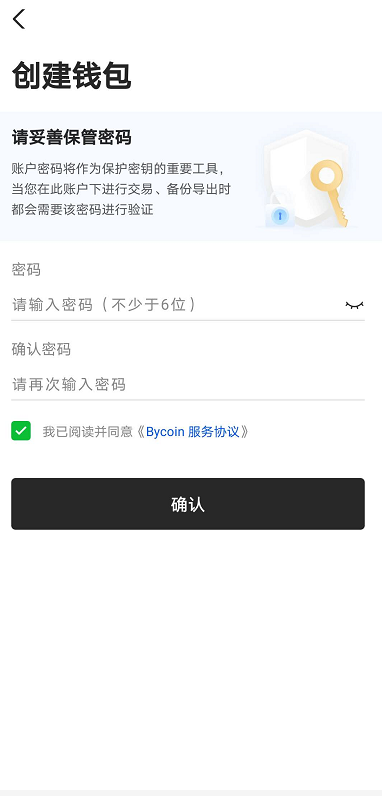 创建钱包
请妥善保管密码
账户密码将作为保护密钥的重要工具，
当您在此账户下进行交易、备份导出时
都会需要该密码进行验证
密码
请输入密码（不少于6位）
确认密码
请再次输入密码
我已阅读并同意《Bycoin 服务协议》
确认